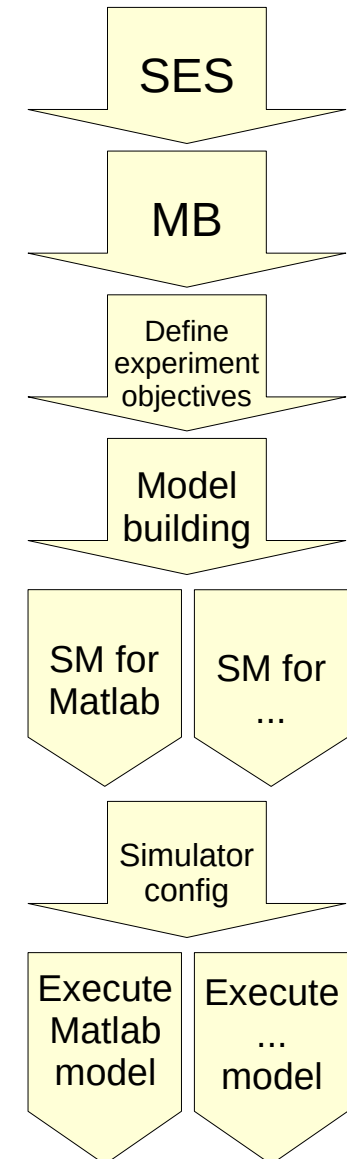 SES
MB
Define
experiment
objectives
Model
building
SM for
Matlab
SM for
...
Simulator
config
Execute
Matlab
model
Execute
...
model